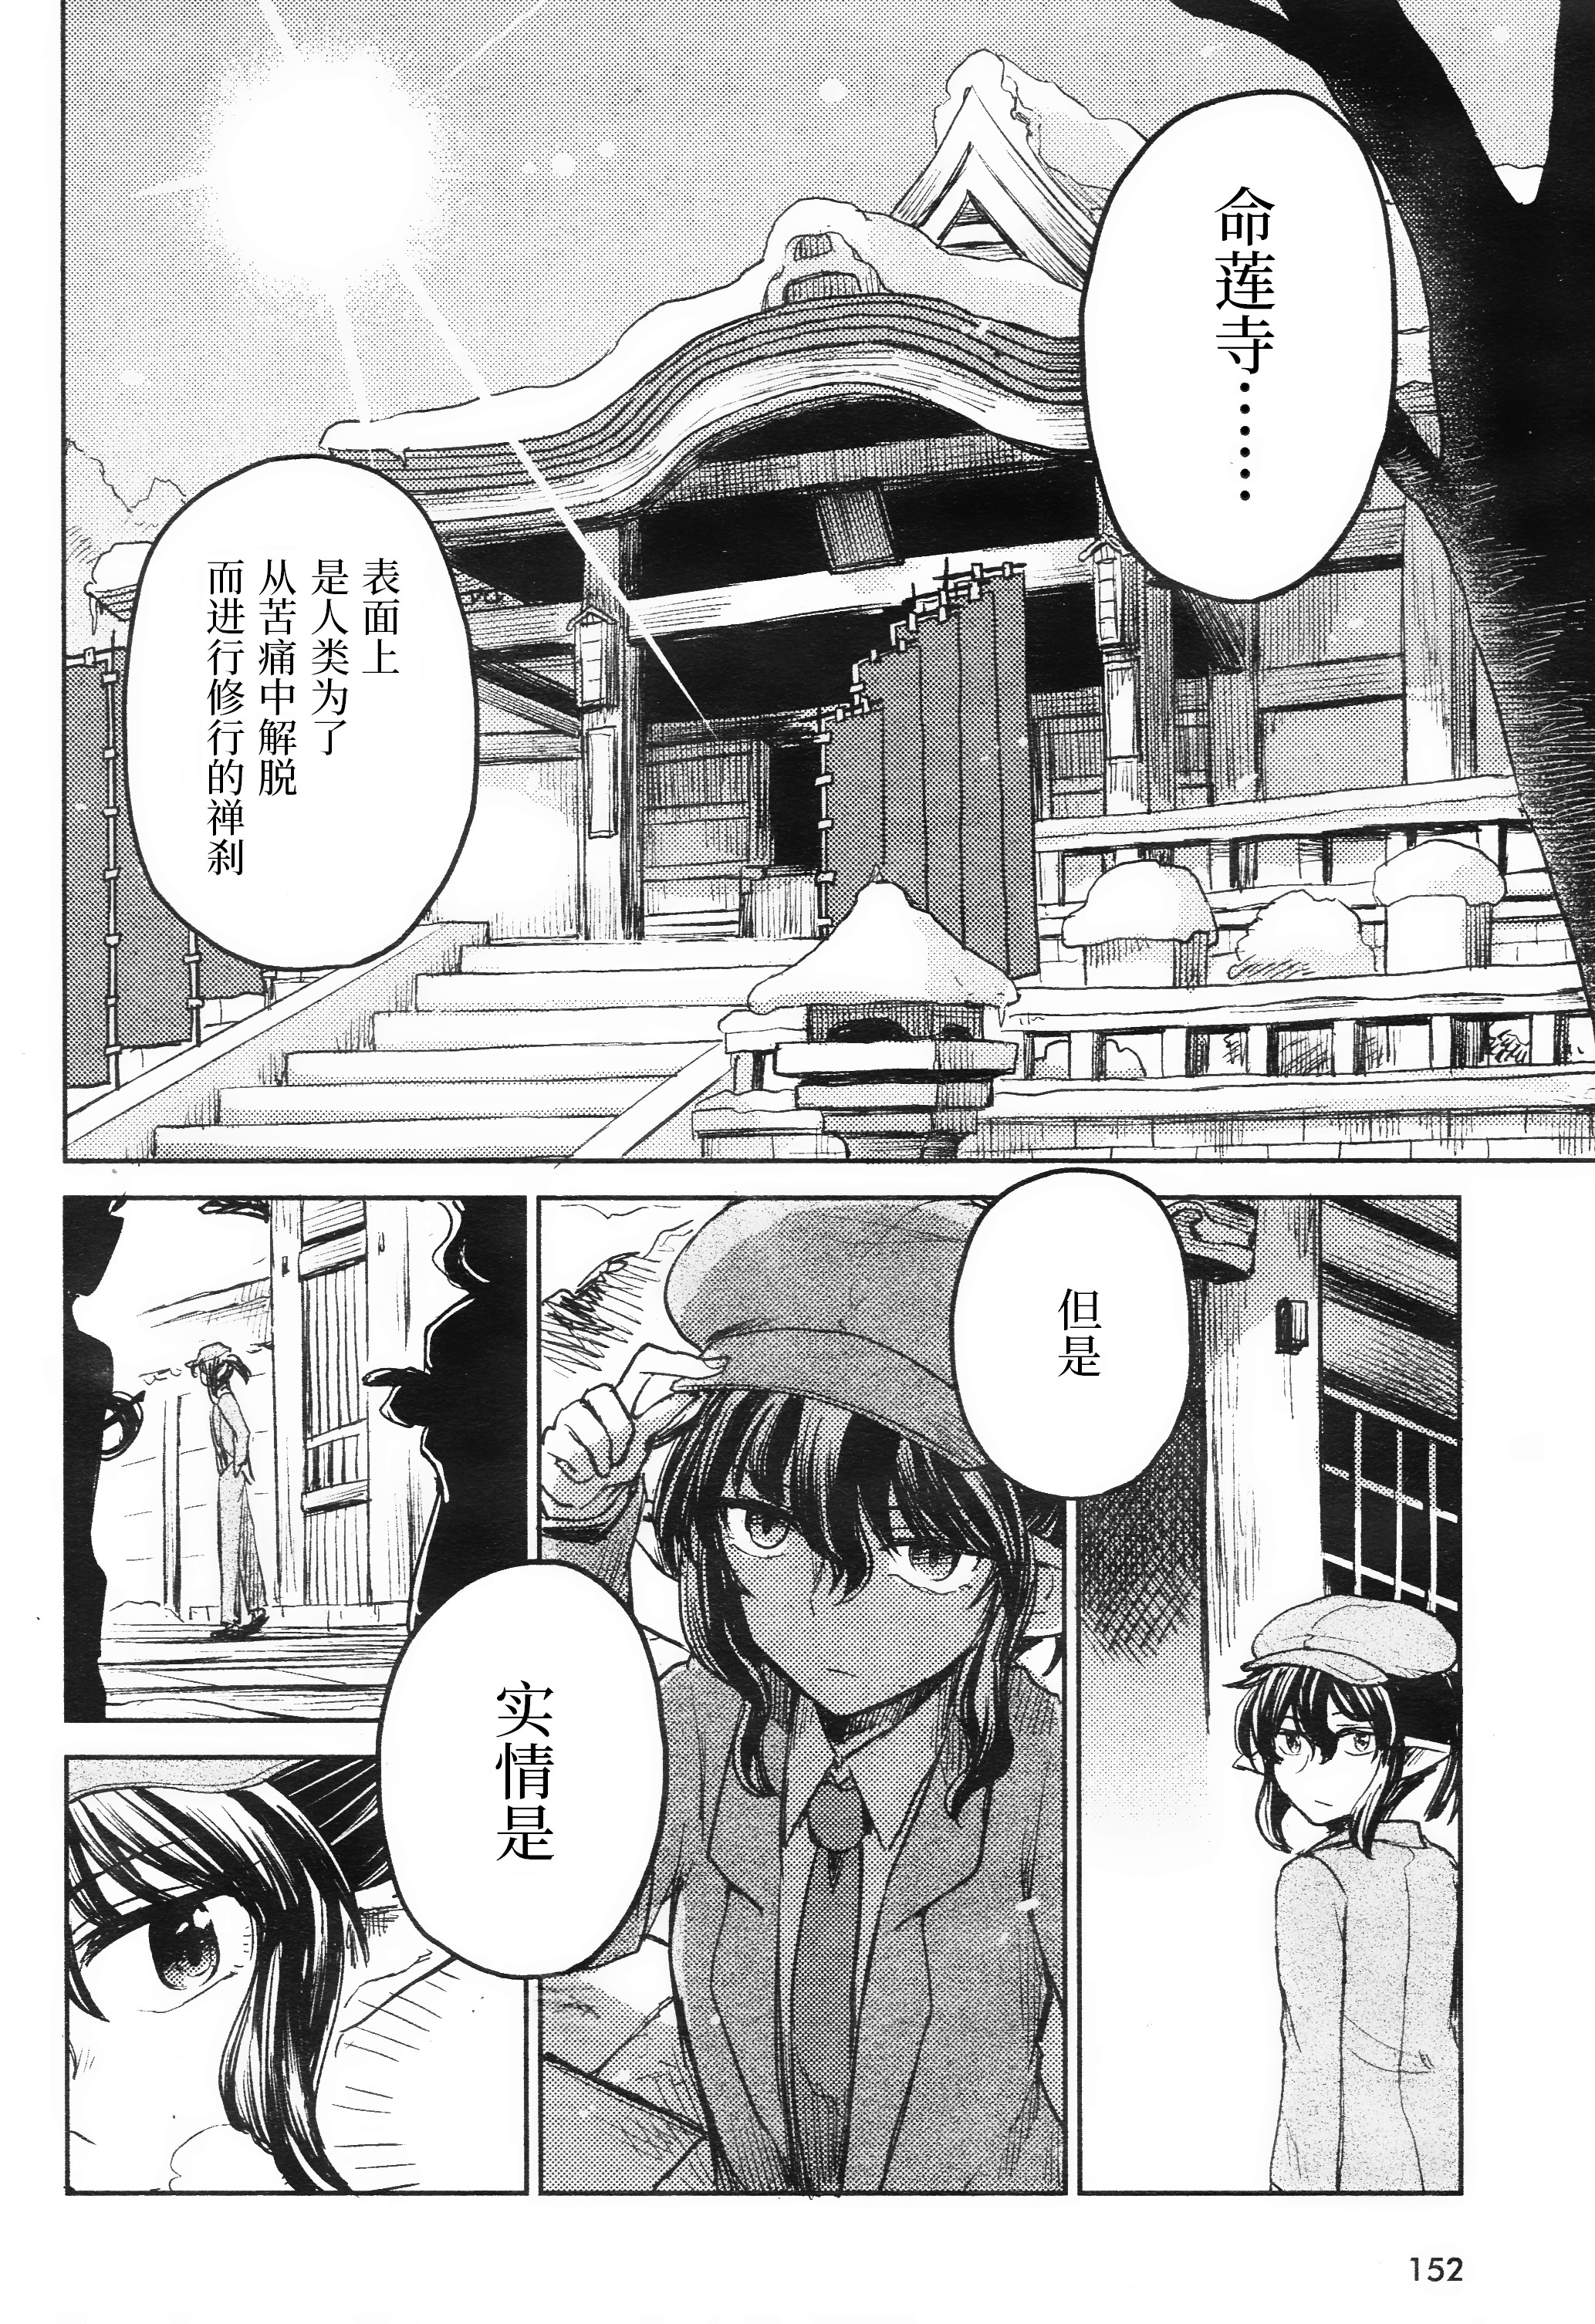 命莲寺……
表面上
是人类为了
从苦痛中解脱
而进行修行的禅刹
但是
实情是
152